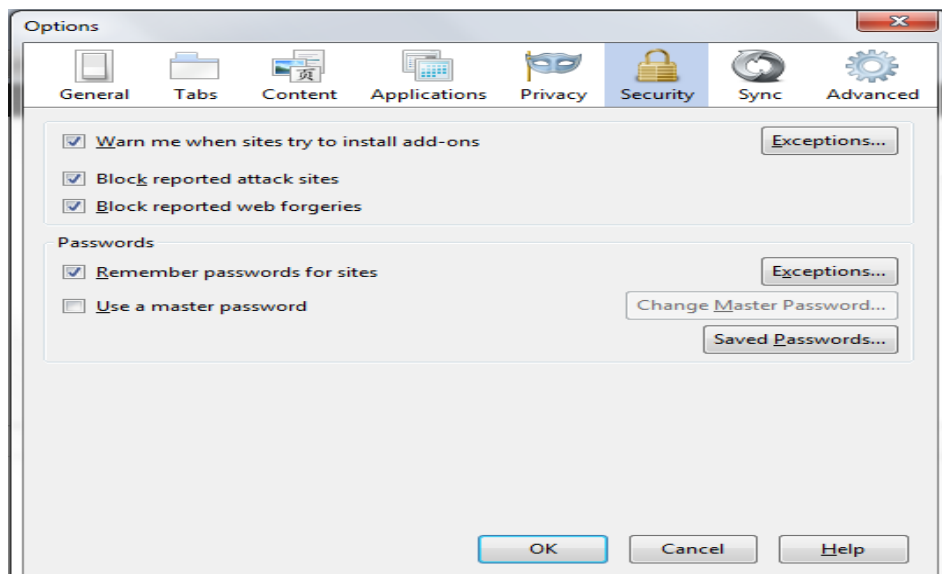 Options
General Tabs Content Applications Privacy Security Sync Advanced
Warn me when sites try to install add-ons Exceptions...
Block reported attack sites
Block reported web forgeries
Passwords
Remember passwords for sites Exceptions...
Use a master password Change Master Password...
Saved Passwords...
OK Cancel Help
页